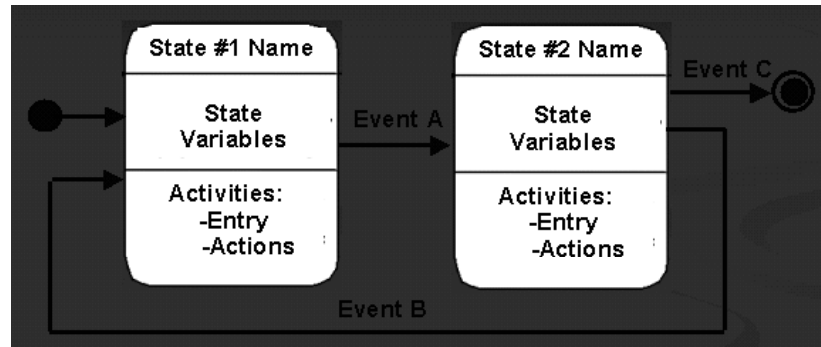 State #1 Name
State
Variables
Activities:
-Entry
-Actions
Event A
State #2 Name
State
Variables
Activities:
-Entry
-Actions
Event C
Event B